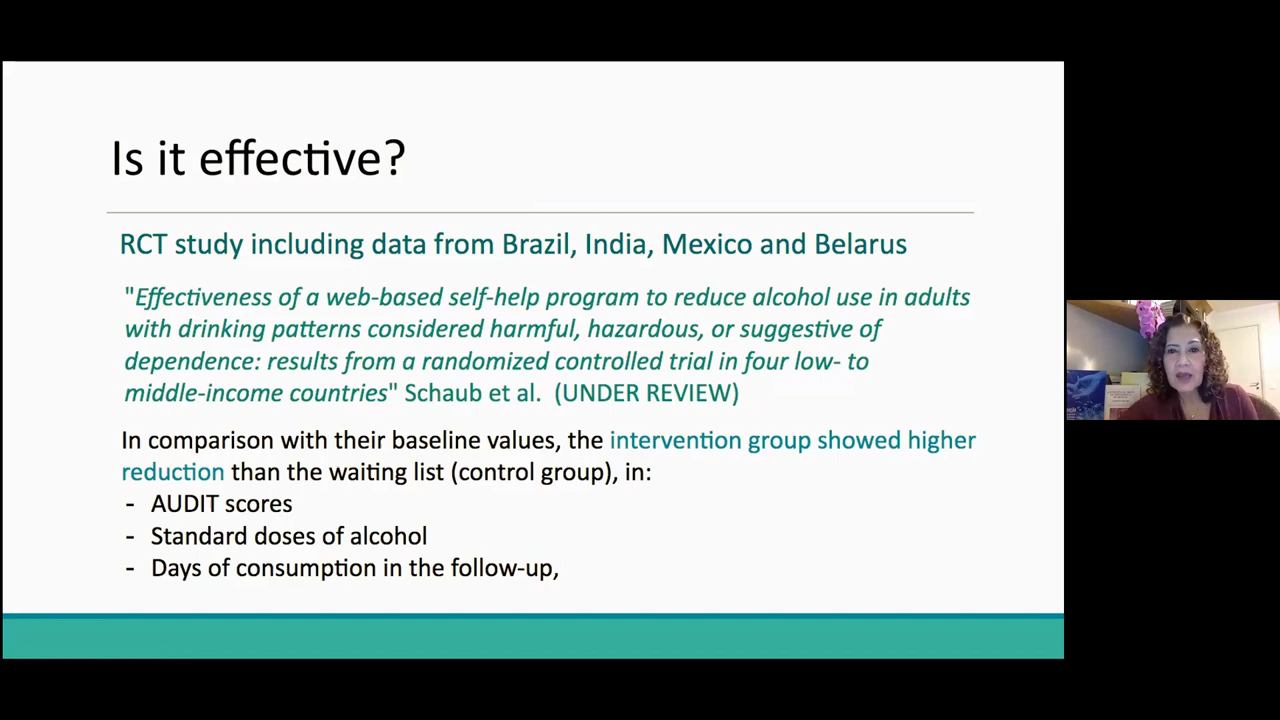 Is it effective?
RCT study including data from Brazil, India, Mexico and Belarus
"Effectiveness of a web-based self-help program to reduce alcohol use in adults
with drinking patterns considered harmful, hazardous, or suggestive of
dependence: results from a randomized controlled trial in four low- to
middle-income countries" Schaub et al. (UNDER REVIEW)
In comparison with their baseline values, the intervention group showed higher
reduction than the waiting list (control group), in:
- AUDIT scores
- Standard doses of alcohol
- Days of consumption in the follow-up,